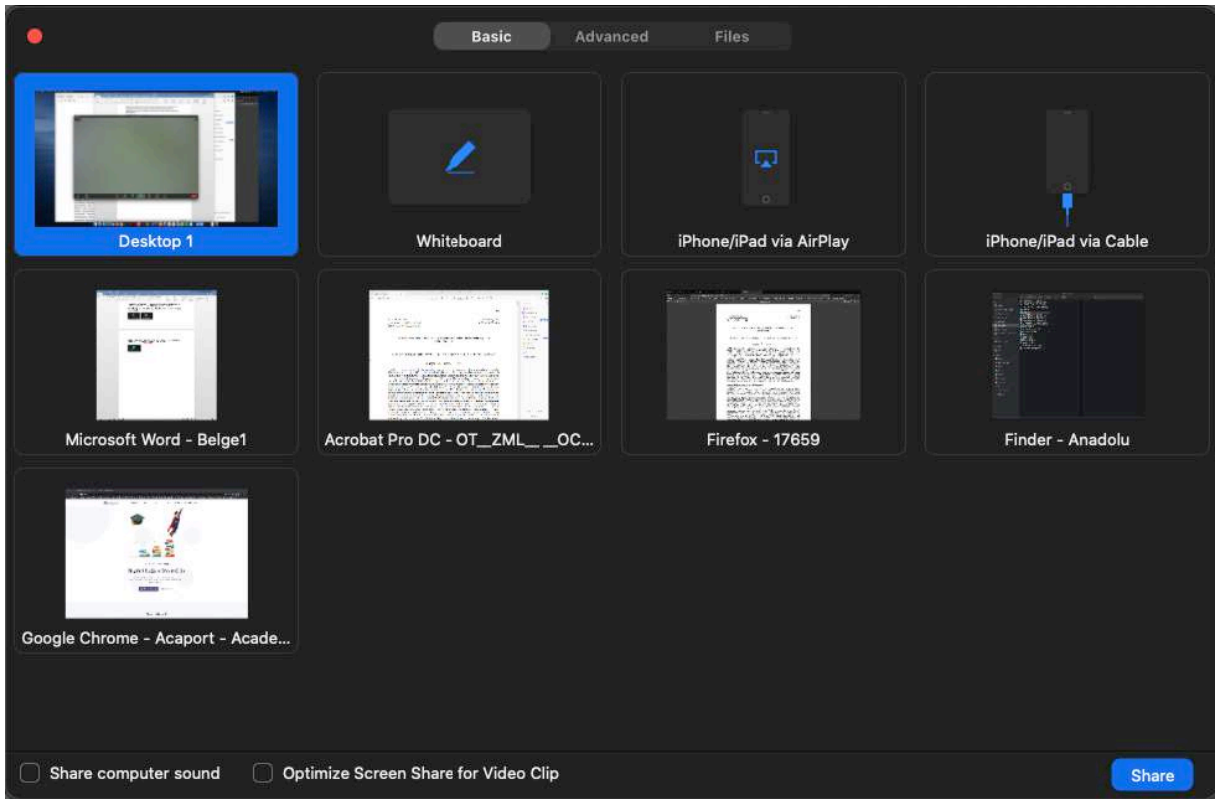 Basic Advanced Files
Desktop 1 Whiteboard iPhone/iPad via AirPlay iPhone/iPad via Cable
Microsoft Word - Belge1 Acrobat Pro DC - OT__ZML__ __OC... Firefox - 17659 Finder - Anadolu
Google Chrome - Acaport - Acade...
Share computer sound Optimize Screen Share for Video Clip Share